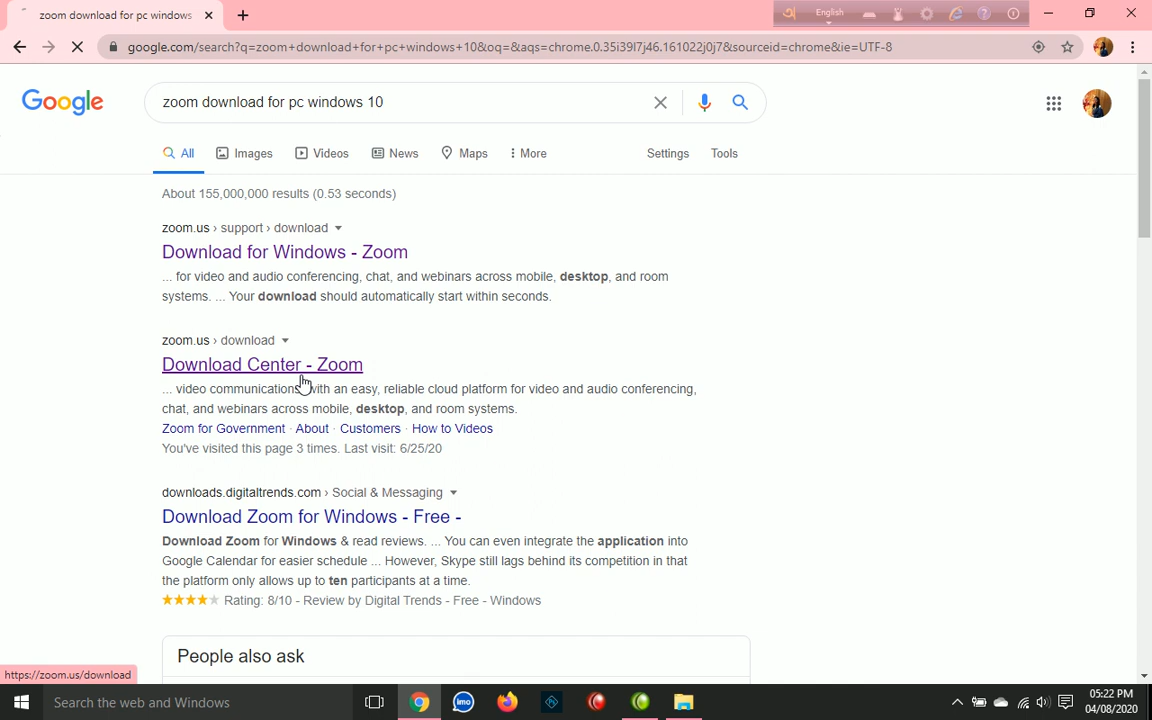 zoom download for pc windows
English
google.com/search?q=zoom+download+for+pc+windows+10&oq=&aqs=chrome.0.35i39l7j46.161022j0j7&sourceid=chrome&ie=UTF-8
Google
zoom download for pc windows 10
All Images Videos News Maps More Settings Tools
About 155,000,000 results (0.53 seconds)
zoom.us › support › download
Download for Windows - Zoom
... for video and audio conferencing, chat, and webinars across mobile, desktop, and room
systems. ... Your download should automatically start within seconds.
zoom.us › download
Download Center - Zoom
... video communications with an easy, reliable cloud platform for video and audio conferencing,
chat, and webinars across mobile, desktop, and room systems.
Zoom for Government · About · Customers · How to Videos
You've visited this page 3 times. Last visit: 6/25/20
downloads.digitaltrends.com › Social & Messaging
Download Zoom for Windows - Free -
Download Zoom for Windows & read reviews. ... You can even integrate the application into
Google Calendar for easier schedule ... However, Skype still lags behind its competition in that
the platform only allows up to ten participants at a time.
Rating: 8/10 - Review by Digital Trends - Free - Windows
People also ask
https://zoom.us/download
Search the web and Windows
imo
05:22 PM
04/08/2020